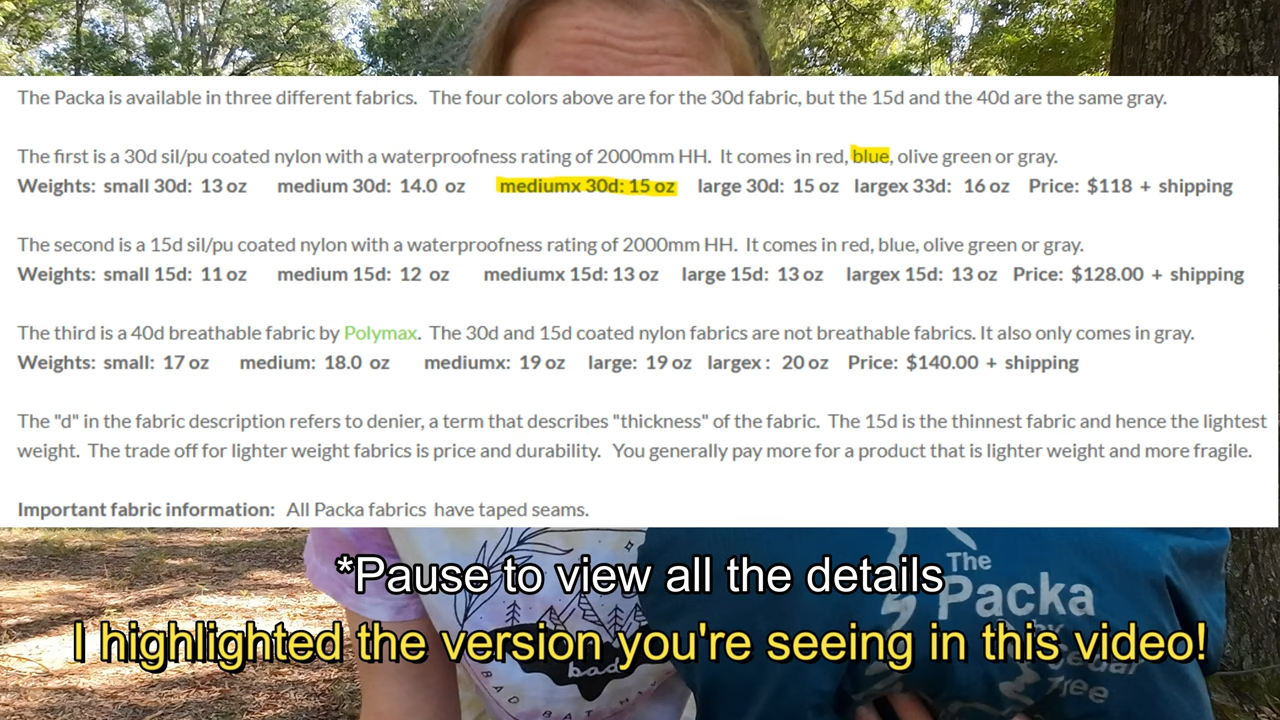 The Packa is available in three different fabrics. The four colors above are for the 30d fabric, but the 15d and the 40d are the same gray.
The first is a 30d sil/pu coated nylon with a waterproofness rating of 2000mm HH. It comes in red, blue, olive green or gray.
Weights: small 30d: 13 oz medium 30d: 14.0 oz mediumx 30d: 15 oz large 30d: 15 oz largex 33d: 16 oz Price: $118 + shipping
The second is a 15d sil/pu coated nylon with a waterproofness rating of 2000mm HH. It comes in red, blue, olive green or gray.
Weights: small 15d: 11 oz medium 15d: 12 oz mediumx 15d: 13 oz large 15d: 13 oz largex 15d: 13 oz Price: $128.00 + shipping
The third is a 40d breathable fabric by Polymax. The 30d and 15d coated nylon fabrics are not breathable fabrics. It also only comes in gray.
Weights: small: 17 oz medium: 18.0 oz mediumx: 19 oz large: 19 oz largex : 20 oz Price: $140.00 + shipping
The "d" in the fabric description refers to denier, a term that describes "thickness" of the fabric. The 15d is the thinnest fabric and hence the lightest
weight. The trade off for lighter weight fabrics is price and durability. You generally pay more for a product that is lighter weight and more fragile.
Important fabric information: All Packa fabrics have taped seams.
*Pause to view all the details
I highlighted the version you're seeing in this video!
The
Packa
by
Tree
bad
BAD BAT